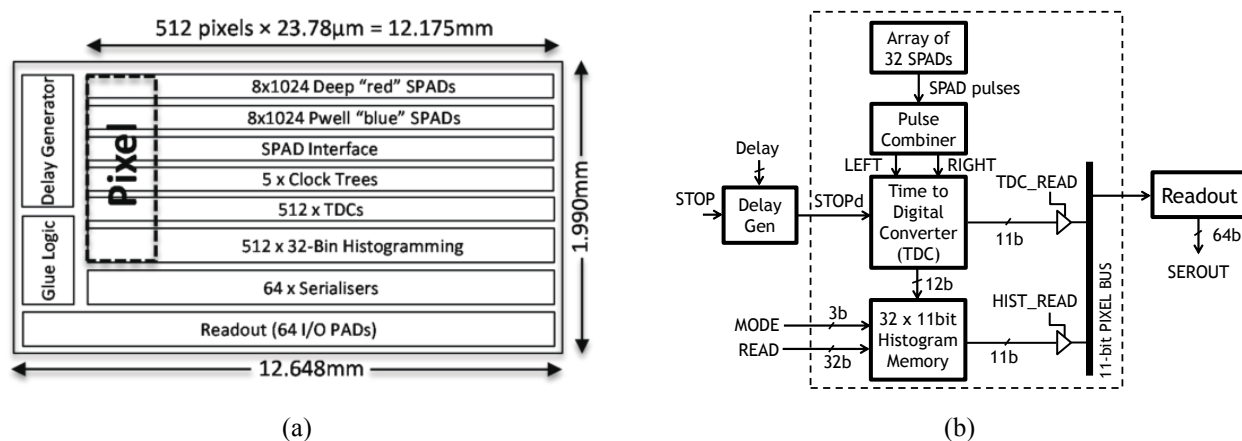 512 pixels × 23.78µm = 12.175mm
Delay Generator
Glue Logic
Pixel
8x1024 Deep “red” SPADs
8x1024 Pwell “blue” SPADs
SPAD Interface
5 x Clock Trees
512 x TDCs
512 x 32-Bin Histogramming
64 x Serialisers
Readout (64 I/O PADs)
1.990mm
12.648mm
(a)
Array of
32 SPADs
SPAD pulses
Pulse
Combiner
LEFT
RIGHT
Delay
STOP
Delay
Gen
STOPd
Time to
Digital
Converter
(TDC)
TDC_READ
11b
12b
MODE
3b
READ
32b
32 x 11bit
Histogram
Memory
HIST_READ
11b
11-bit PIXEL BUS
Readout
64b
SEROUT
(b)